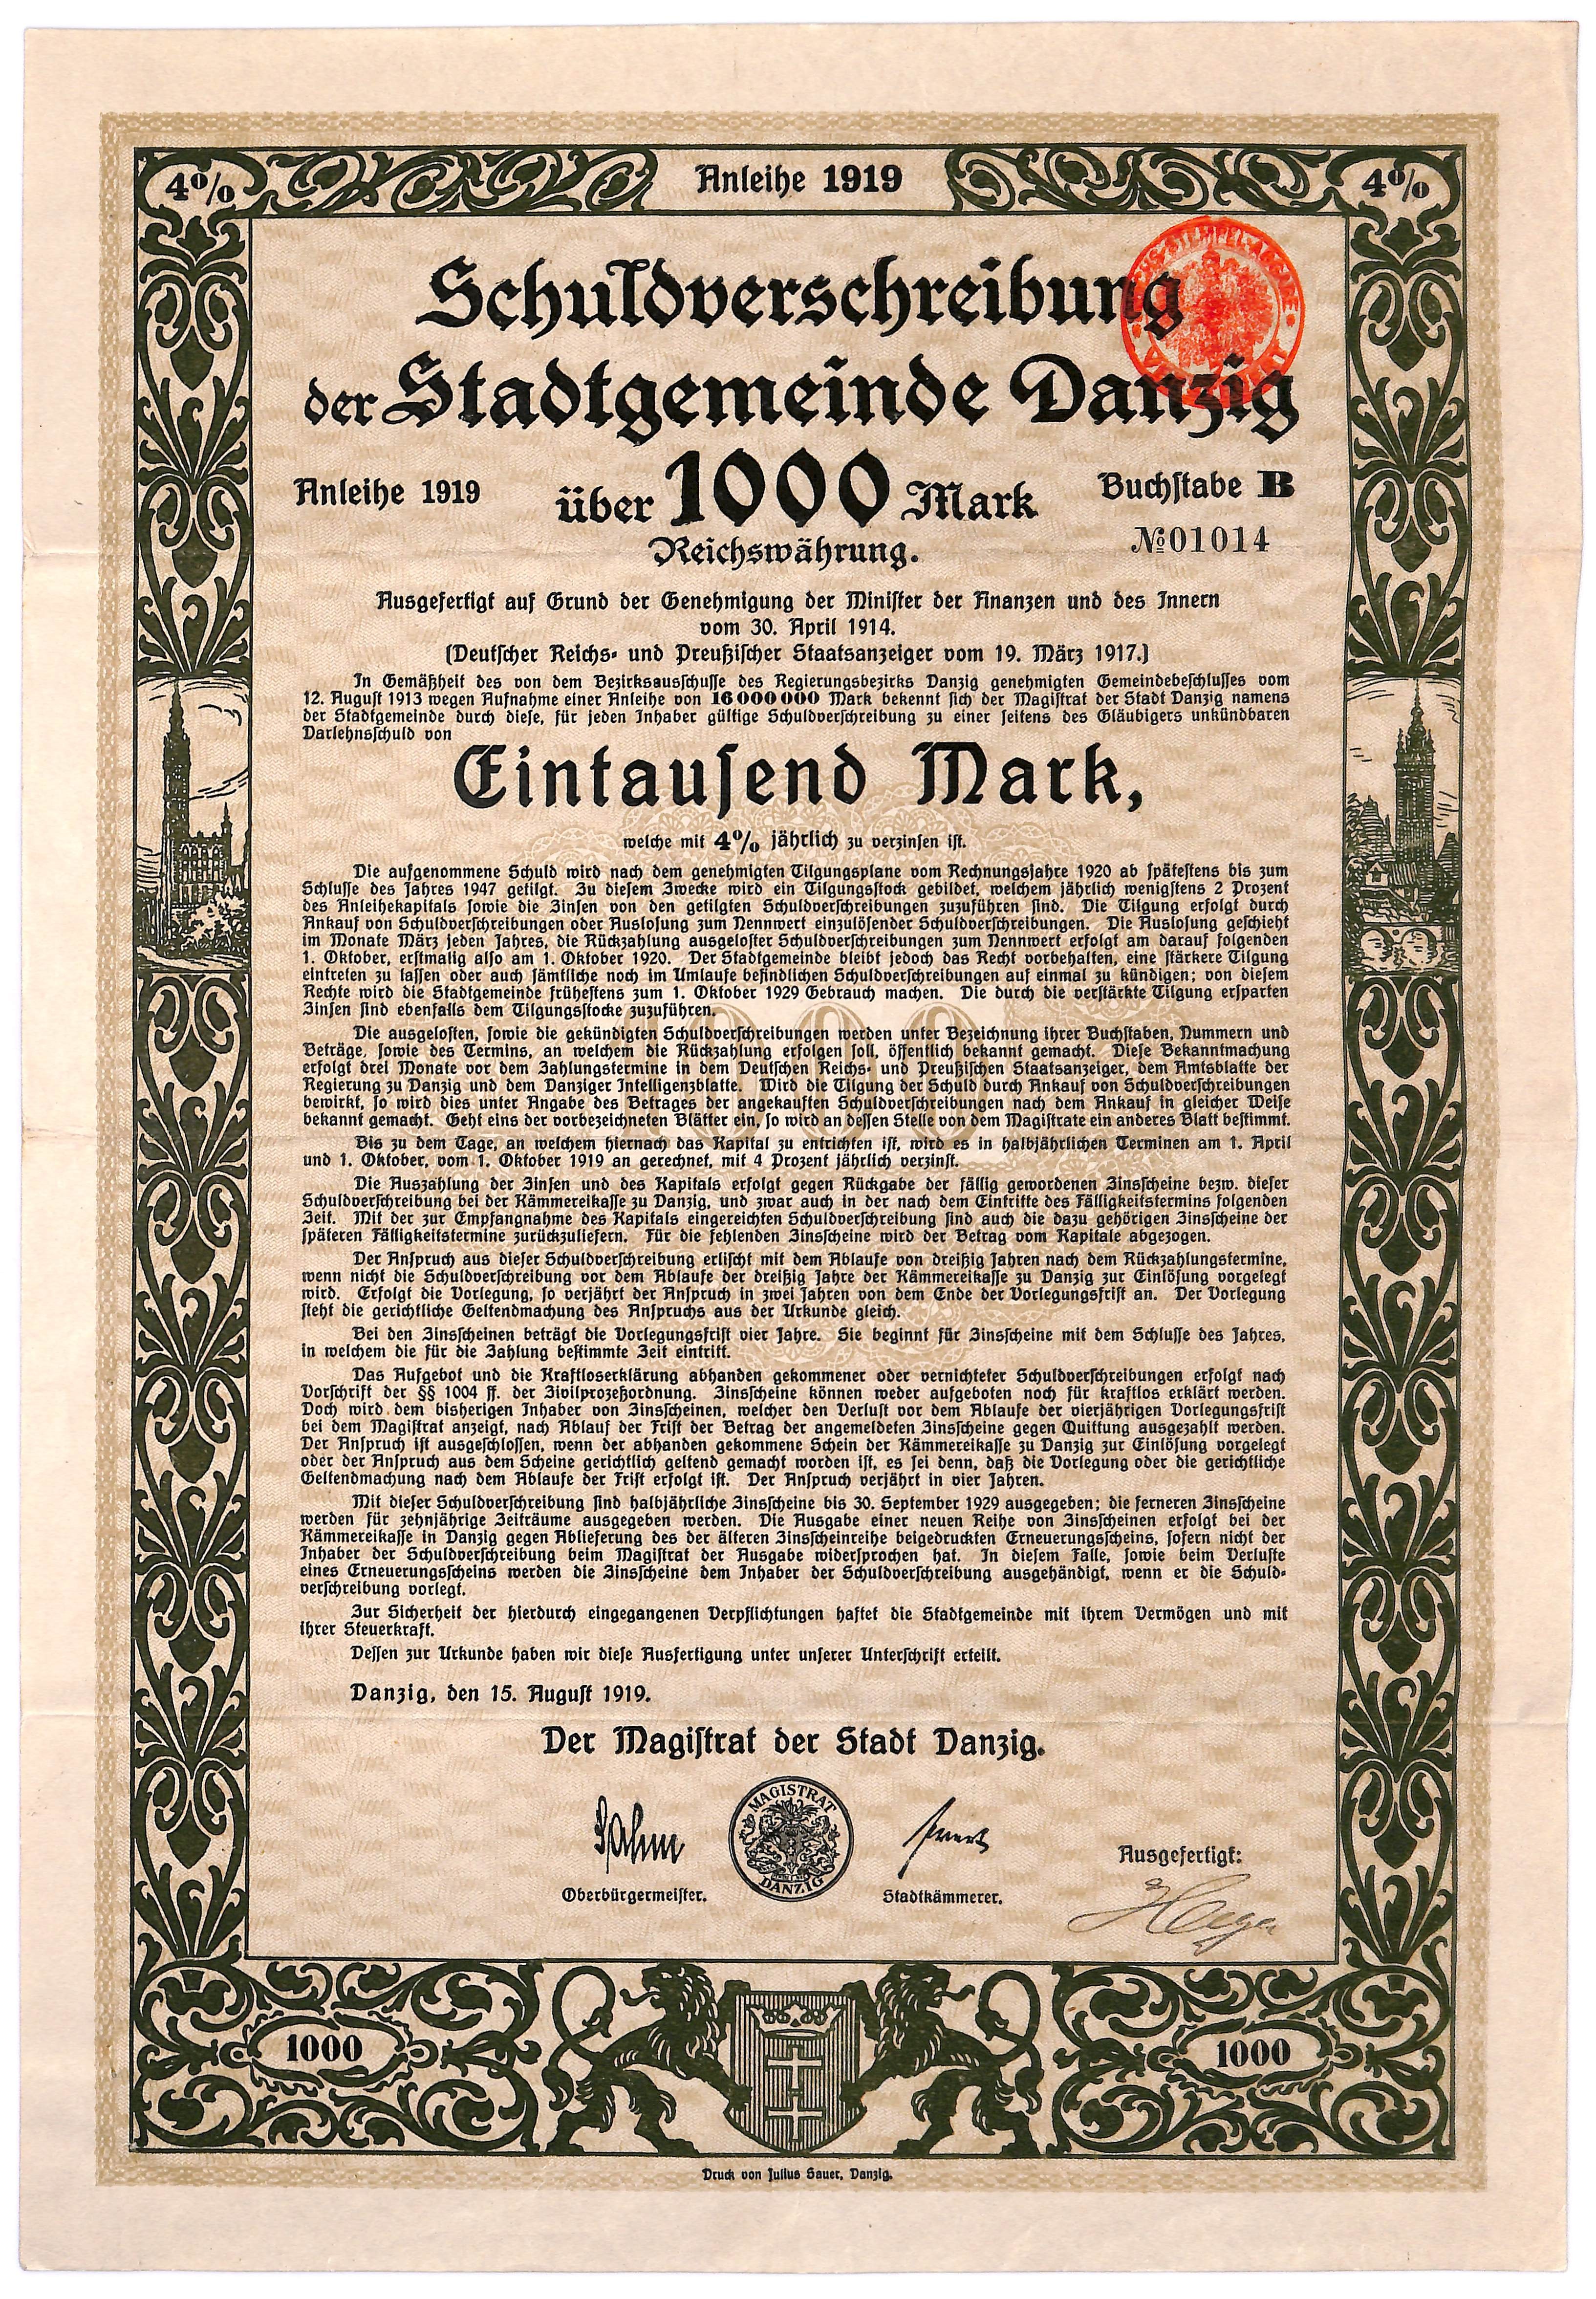 4% Anleihe 1919 4%
Schuldverschreibung
der Stadtgemeinde Danzig
Anleihe 1919 über 1000 Mark Buchstabe B
Reichswährung. №01014
Ausgefertigt auf Grund der Genehmigung der Minister der Finanzen und des Innern
vom 30. April 1914.
(Deutscher Reichs- und Preußischer Staatsanzeiger vom 19. März 1917.)
In Gemäßheit des von dem Bezirksausschusse des Regierungsbezirks Danzig genehmigten Gemeindebeschlusses vom
12. August 1913 wegen Aufnahme einer Anleihe von 16000000 Mark bekennt sich der Magistrat der Stadt Danzig namens
der Stadtgemeinde durch diese, für jeden Inhaber gültige Schuldverschreibung zu einer seitens des Gläubigers unkündbaren
Darlehnsschuld von
Eintausend Mark,
welche mit 4% jährlich zu verzinsen ist.
Die aufgenommene Schuld wird nach dem genehmigten Tilgungsplane vom Rechnungsjahre 1920 ab spätestens bis zum
Schlusse des Jahres 1947 getilgt. Zu diesem Zwecke wird ein Tilgungsstock gebildet, welchem jährlich wenigstens 2 Prozent
des Anleihekapitals sowie die Zinsen von den getilgten Schuldverschreibungen zuzuführen sind. Die Tilgung erfolgt durch
Ankauf von Schuldverschreibungen oder Auslosung zum Nennwert einzulösender Schuldverschreibungen. Die Auslosung geschieht
im Monate März jeden Jahres, die Rückzahlung ausgeloster Schuldverschreibungen zum Nennwert erfolgt am darauf folgenden
1. Oktober, erstmalig also am 1. Oktober 1920. Der Stadtgemeinde bleibt jedoch das Recht vorbehalten, eine stärkere Tilgung
eintreten zu lassen oder auch sämtliche noch im Umlaufe befindlichen Schuldverschreibungen auf einmal zu kündigen; von diesem
Rechte wird die Stadtgemeinde frühestens zum 1. Oktober 1929 Gebrauch machen. Die durch die verstärkte Tilgung ersparten
Zinsen sind ebenfalls dem Tilgungsstocke zuzuführen.
Die ausgelosten, sowie die gekündigten Schuldverschreibungen werden unter Bezeichnung ihrer Buchstaben, Nummern und
Beträge, sowie des Termins, an welchem die Rückzahlung erfolgen soll, öffentlich bekannt gemacht. Diese Bekanntmachung
erfolgt drei Monate vor dem Zahlungstermine in dem Deutschen Reichs- und Preußischen Staatsanzeiger, dem Amtsblatte der
Regierung zu Danzig und dem Danziger Intelligenzblatte. Wird die Tilgung der Schuld durch Ankauf von Schuldverschreibungen
bewirkt, so wird dies unter Angabe des Betrages der angekauften Schuldverschreibungen nach dem Ankauf in gleicher Weise
bekannt gemacht. Geht eins der vorbezeichneten Blätter ein, so wird an dessen Stelle von dem Magistrate ein anderes Blatt bestimmt.
Bis zu dem Tage, an welchem hiernach das Kapital zu entrichten ist, wird es in halbjährlichen Terminen am 1. April
und 1. Oktober, vom 1. Oktober 1919 an gerechnet, mit 4 Prozent jährlich verzinst.
Die Auszahlung der Zinsen und des Kapitals erfolgt gegen Rückgabe der fällig gewordenen Zinsscheine bezw. dieser
Schuldverschreibung bei der Kämmereikasse zu Danzig, und zwar auch in der nach dem Eintritte des Fälligkeitstermins folgenden
Zeit. Mit der zur Empfangnahme des Kapitals eingereichten Schuldverschreibung sind auch die dazu gehörigen Zinsscheine der
späteren Fälligkeitstermine zurückzuliefern. Für die fehlenden Zinsscheine wird der Betrag vom Kapitale abgezogen.
Der Anspruch aus dieser Schuldverschreibung erlischt mit dem Ablaufe von dreißig Jahren nach dem Rückzahlungstermine,
wenn nicht die Schuldverschreibung vor dem Ablaufe der dreißig Jahre der Kämmereikasse zu Danzig zur Einlösung vorgelegt
wird. Erfolgt die Vorlegung, so verjährt der Anspruch in zwei Jahren von dem Ende der Vorlegungsfrist an. Der Vorlegung
steht die gerichtliche Geltendmachung des Anspruchs aus der Urkunde gleich.
Bei den Zinsscheinen beträgt die Vorlegungsfrist vier Jahre. Sie beginnt für Zinsscheine mit dem Schlusse des Jahres,
in welchem die für die Zahlung bestimmte Zeit eintritt.
Das Aufgebot und die Kraftloserklärung abhanden gekommener oder vernichteter Schuldverschreibungen erfolgt nach
Vorschrift der §§ 1004 ff. der Zivilprozeßordnung. Zinsscheine können weder aufgeboten noch für kraftlos erklärt werden.
Doch wird dem bisherigen Inhaber von Zinsscheinen, welcher den Verlust vor dem Ablaufe der vierjährigen Vorlegungsfrist
bei dem Magistrat anzeigt, nach Ablauf der Frist der Betrag der angemeldeten Zinsscheine gegen Quittung ausgezahlt werden.
Der Anspruch ist ausgeschlossen, wenn der abhanden gekommene Schein der Kämmereikasse zu Danzig zur Einlösung vorgelegt
oder der Anspruch aus dem Scheine gerichtlich geltend gemacht worden ist, es sei denn, daß die Vorlegung oder die gerichtliche
Geltendmachung nach dem Ablaufe der Frist erfolgt ist. Der Anspruch verjährt in vier Jahren.
Mit dieser Schuldverschreibung sind halbjährliche Zinsscheine bis 30. September 1929 ausgegeben; die ferneren Zinsscheine
werden für zehnjährige Zeiträume ausgegeben werden. Die Ausgabe einer neuen Reihe von Zinsscheinen erfolgt bei der
Kämmereikasse in Danzig gegen Ablieferung des der älteren Zinsscheinreihe beigedruckten Erneuerungsscheins, sofern nicht der
Inhaber der Schuldverschreibung beim Magistrat der Ausgabe widersprochen hat. In diesem Falle, sowie beim Verluste
eines Erneuerungsscheins werden die Zinsscheine dem Inhaber der Schuldverschreibung ausgehändigt, wenn er die Schuld-
verschreibung vorlegt.
Zur Sicherheit der hierdurch eingegangenen Verpflichtungen haftet die Stadtgemeinde mit ihrem Vermögen und mit
ihrer Steuerkraft.
Dessen zur Urkunde haben wir diese Ausfertigung unter unserer Unterschrift erteilt.
Danzig, den 15. August 1919.
Der Magistrat der Stadt Danzig.
Sahm
MAGISTRAT
DANZIG
Ausgefertigt:
Oberbürgermeister. Stadtkämmerer.
1000 1000
Druck von Julius Sauer, Danzig.